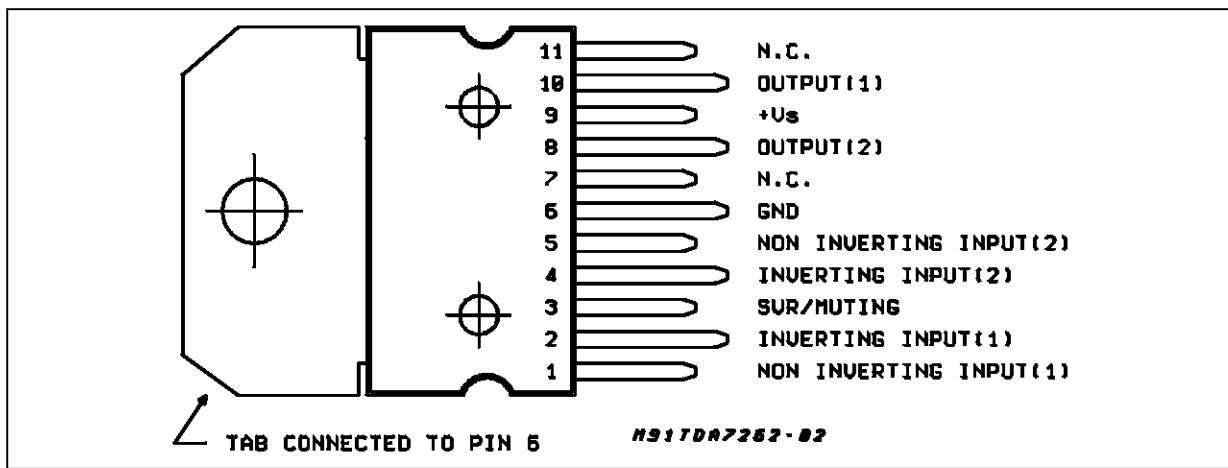 11 N.C.
10 OUTPUT(1)
9 +Vs
8 OUTPUT(2)
7 N.C.
6 GND
5 NON INVERTING INPUT(2)
4 INVERTING INPUT(2)
3 SVR/MUTING
2 INVERTING INPUT(1)
1 NON INVERTING INPUT(1)
TAB CONNECTED TO PIN 6
M91TDA7262-02